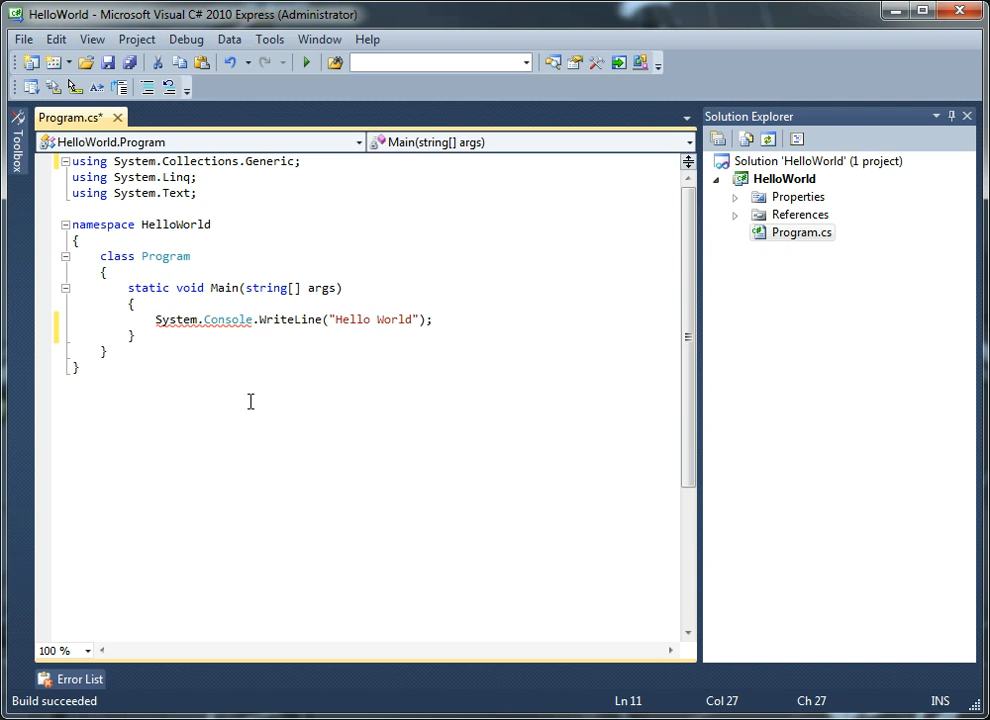 HelloWorld - Microsoft Visual C# 2010 Express (Administrator)
File Edit View Project Debug Data Tools Window Help
Program.cs*
Solution Explorer
HelloWorld.Program
Main(string[] args)
Toolbox
using System.Collections.Generic;
using System.Linq;
using System.Text;
namespace HelloWorld
{
class Program
{
static void Main(string[] args)
{
System.Console.WriteLine("Hello World");
}
}
}
Solution 'HelloWorld' (1 project)
HelloWorld
Properties
References
Program.cs
100 %
Error List
Build succeeded
Ln 11
Col 27
Ch 27
INS